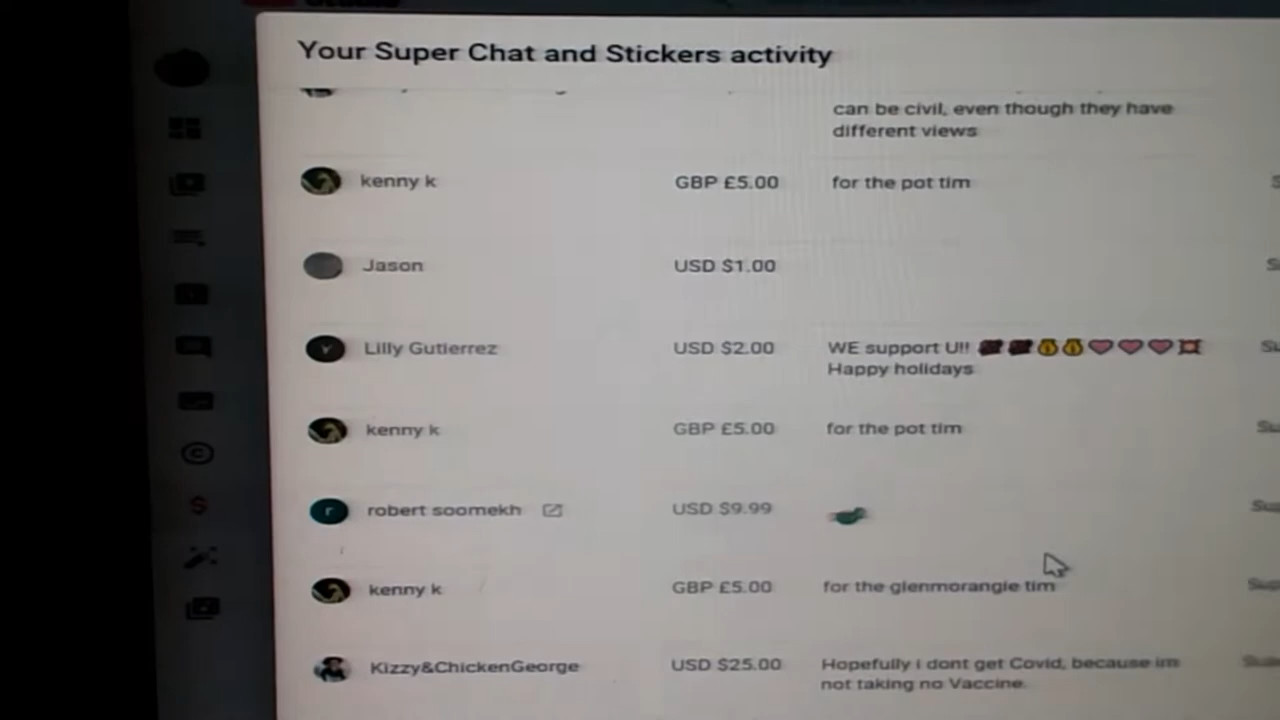 Your Super Chat and Stickers activity
can be civil, even though they have
different views
kenny k GBP £5.00 for the pot tim
Jason USD $1.00
Lilly Gutierrez USD $2.00 WE support U!! 💰💰
Happy holidays
kenny k GBP £5.00 for the pot tim
robert soomekh USD $9.99
kenny k GBP £5.00 for the glenmorangie tim
Kizzy&ChickenGeorge USD $25.00 Hopefully i dont get Covid, because im
not taking no Vaccine.